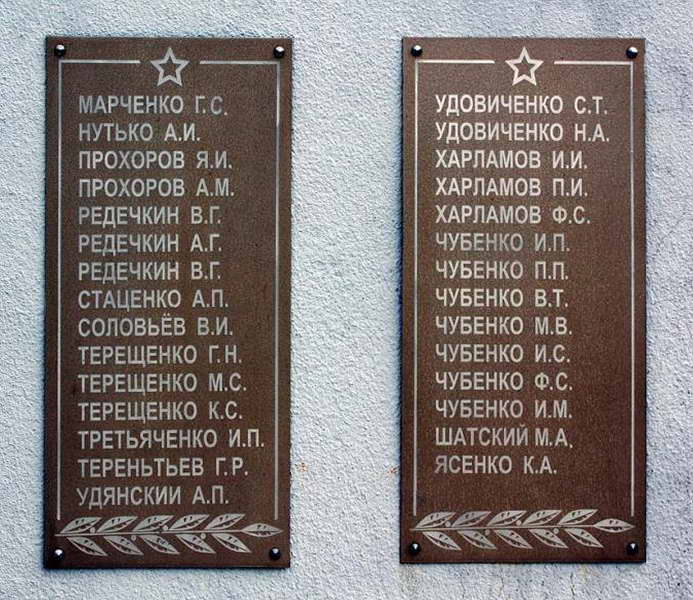 МАРЧЕНКО Г.С.
НУТЬКО А.И.
ПРОХОРОВ Я.И.
ПРОХОРОВ А.М.
РЕДЕЧКИН В.Г.
РЕДЕЧКИН А.Г.
РЕДЕЧКИН В.Г.
СТАЦЕНКО А.П.
СОЛОВЬЁВ В.И.
ТЕРЕЩЕНКО Г.Н.
ТЕРЕЩЕНКО М.С.
ТЕРЕЩЕНКО К.С.
ТРЕТЬЯЧЕНКО И.П.
ТЕРЕНЬТЬЕВ Г.Р.
УДЯНСКИИ А.П.
УДОВИЧЕНКО С.Т.
УДОВИЧЕНКО Н.А.
ХАРЛАМОВ И.И.
ХАРЛАМОВ П.И.
ХАРЛАМОВ Ф.С.
ЧУБЕНКО И.П.
ЧУБЕНКО П.П.
ЧУБЕНКО В.Т.
ЧУБЕНКО М.В.
ЧУБЕНКО И.С.
ЧУБЕНКО Ф.С.
ЧУБЕНКО И.М.
ШАТСКИЙ М.А.
ЯСЕНКО К.А.